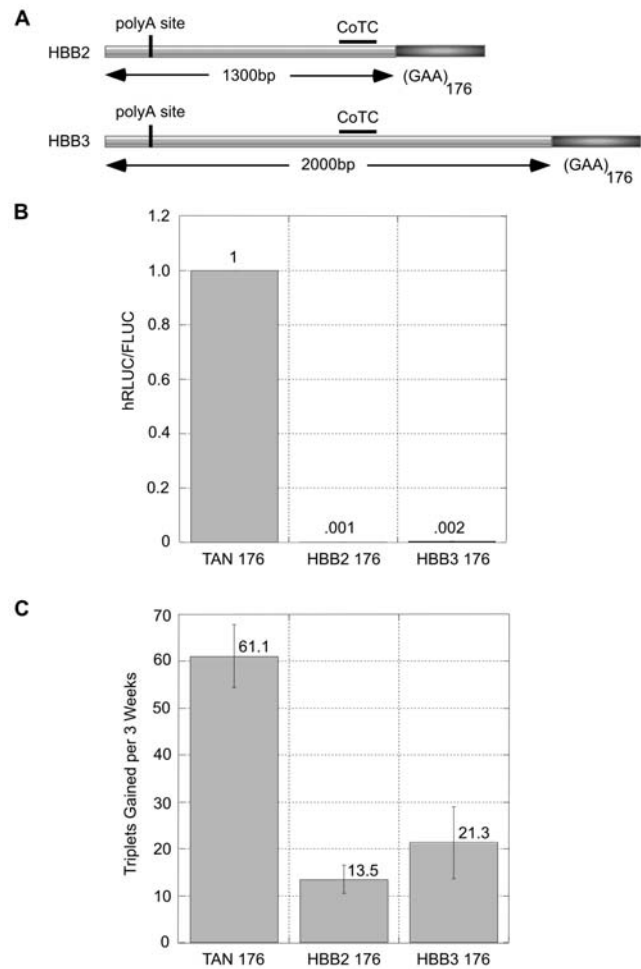 A
polyA site
CoTC
HBB2
1300bp
(GAA)176
polyA site
CoTC
HBB3
2000bp
(GAA)176
B
1.2
1.0
0.8
0.6
0.4
0.2
0
hRLUC/FLUC
1
.001
.002
TAN 176
HBB2 176
HBB3 176
C
70
60
50
40
30
20
10
0
Triplets Gained per 3 Weeks
61.1
13.5
21.3
TAN 176
HBB2 176
HBB3 176